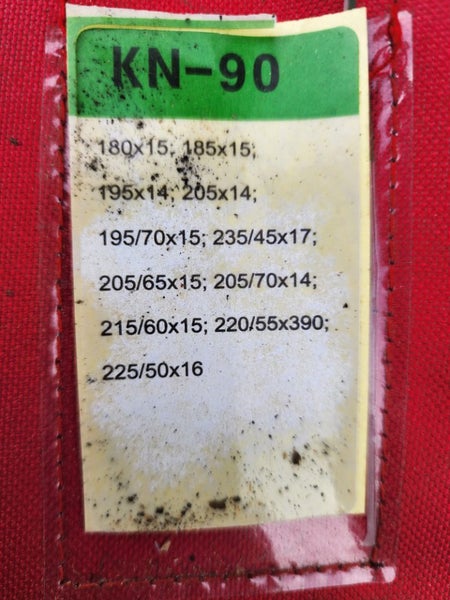 KN-90
180x15; 185x15;
195x14; 205x14;
195/70x15; 235/45x17;
205/65x15; 205/70x14;
215/60x15; 220/55x390;
225/50x16